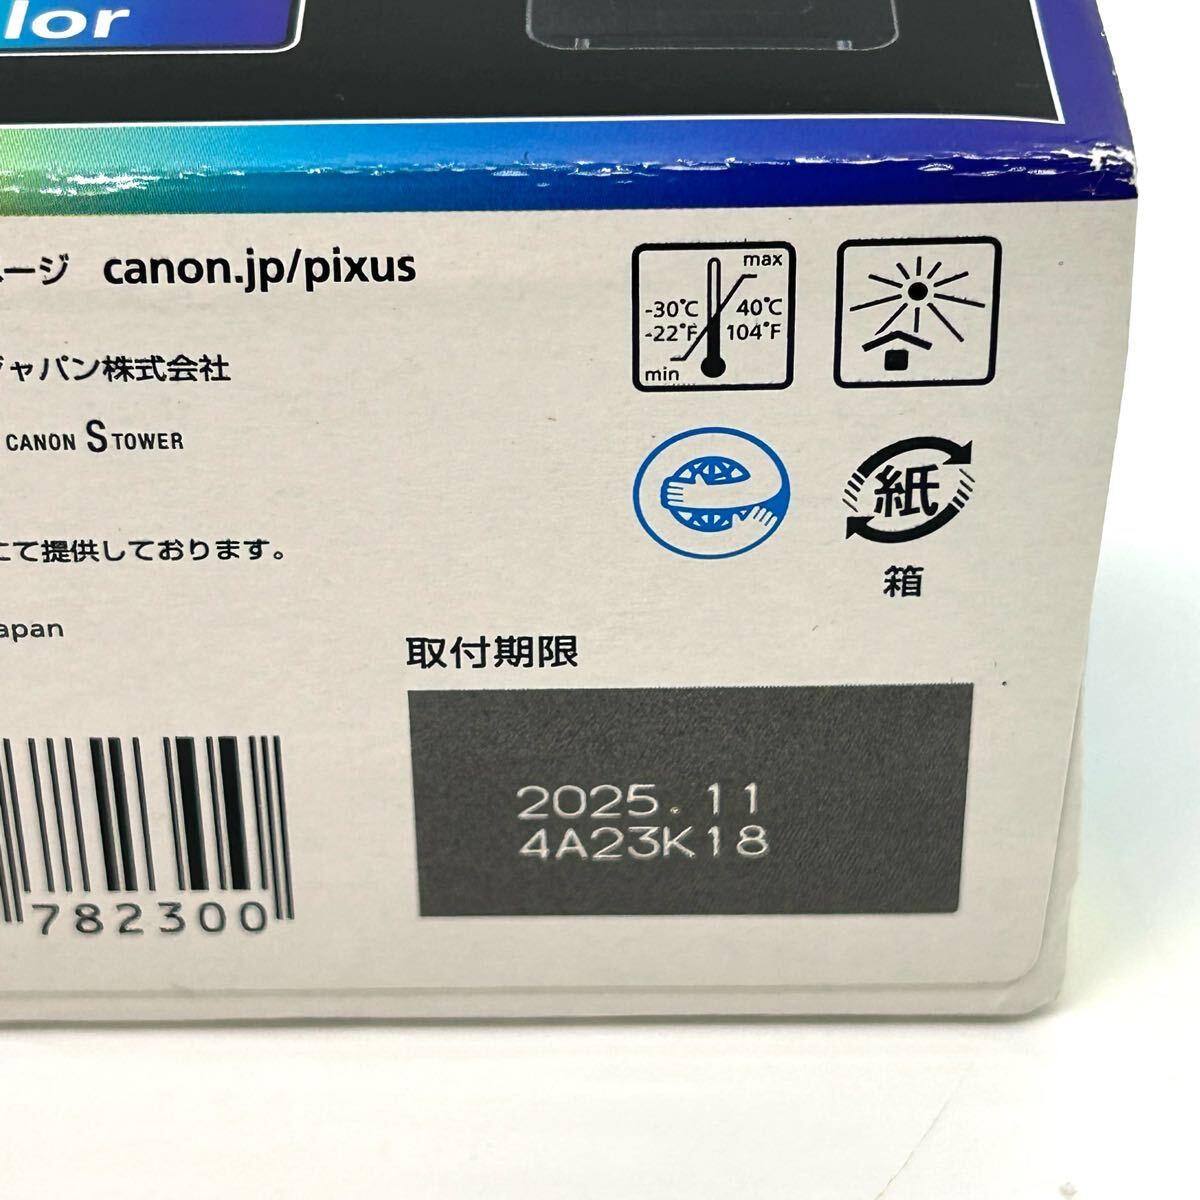 lor
ページ canon.jp/pixus
max
-30℃ 40℃
-22°F 104°F
min
ジャパン株式会社
CANON S TOWER
紙
箱
にて提供しております。
apan
取付期限
2025.11
4A23K18
782300